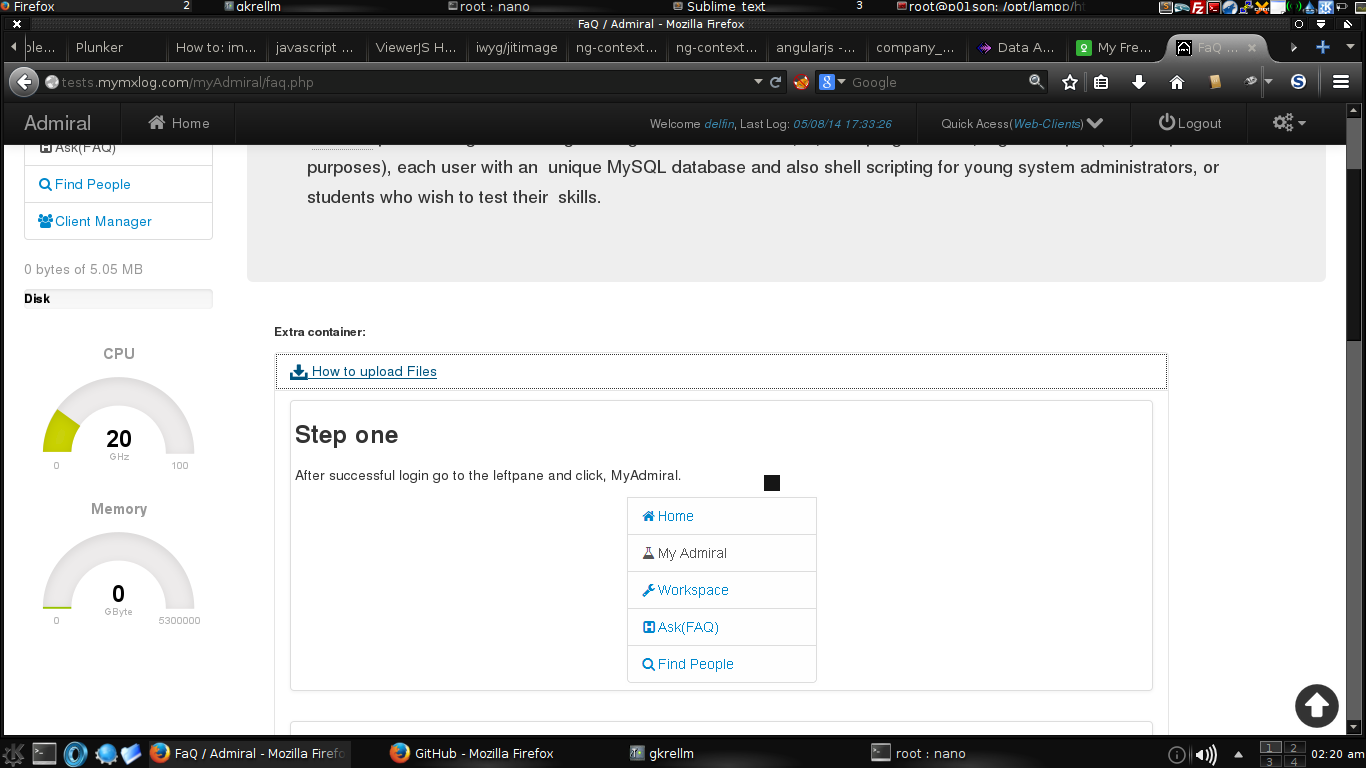 Firefox 2 gkrellm root : nano Sublime text 3 root@p01son: /opt/lampp/ht
FaQ / Admiral - Mozilla Firefox
Plunker How to: im... javascript ... ViewerJS H... iwyg/jitimage ng-context... ng-context... angularjs -... company_... Data A... My Fre... FaQ ...
tests.mymxlog.com/myAdmiral/faq.php Google
Admiral Home Welcome delfin, Last Log: 05/08/14 17:33:26 Quick Acess(Web-Clients) Logout
Ask(FAQ)
Find People
Client Manager
0 bytes of 5.05 MB
Disk
CPU
20
GHz
0 100
Memory
0
GByte
0 5300000
purposes), each user with an unique MySQL database and also shell scripting for young system administrators, or
students who wish to test their skills.
Extra container:
How to upload Files
Step one
After successful login go to the leftpane and click, MyAdmiral.
Home
My Admiral
Workspace
Ask(FAQ)
Find People
FaQ / Admiral - Mozilla Firefo GitHub - Mozilla Firefox gkrellm root : nano 1 2 3 4 02:20 am